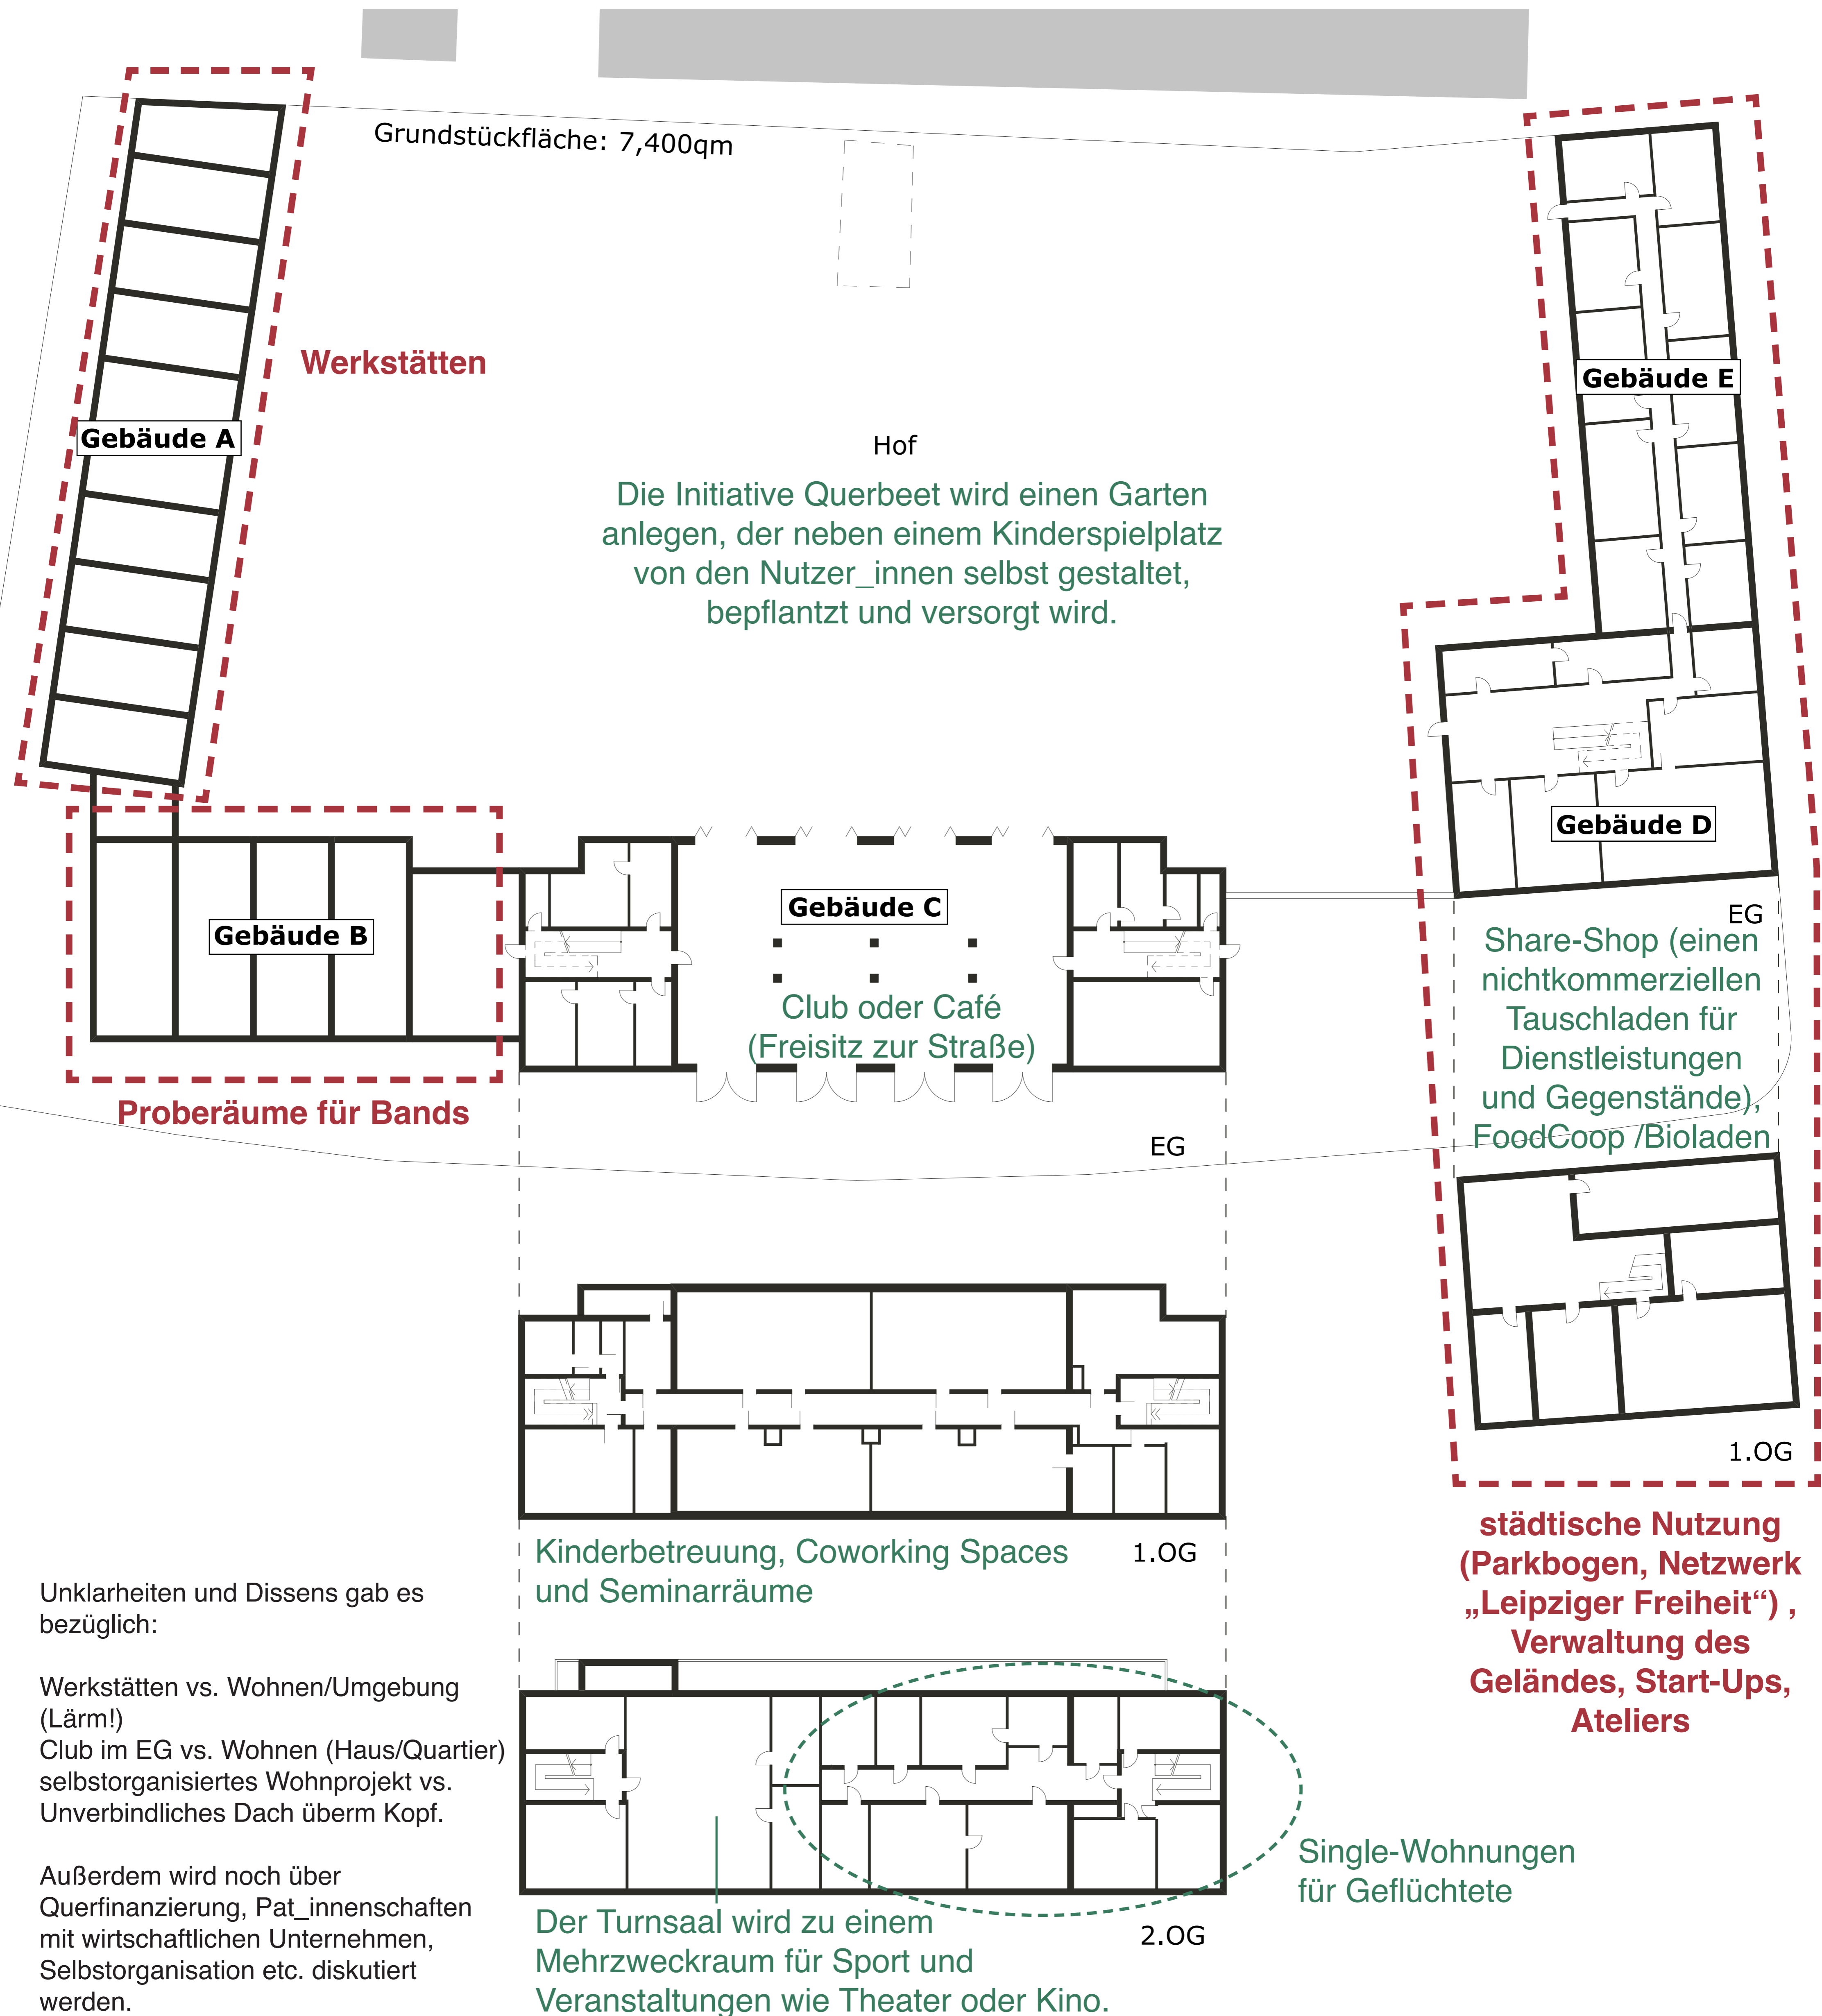 Grundstückfläche: 7,400qm
Werkstätten
Gebäude A
Gebäude E
Hof
Die Initiative Querbeet wird einen Garten
anlegen, der neben einem Kinderspielplatz
von den Nutzer_innen selbst gestaltet,
bepflantzt und versorgt wird.
Gebäude D
Gebäude B
Gebäude C
Club oder Café
(Freisitz zur Straße)
Proberäume für Bands
EG
EG
Share-Shop (einen
nichtkommerziellen
Tauschladen für
Dienstleistungen
und Gegenstände),
FoodCoop /Bioladen
1.OG
städtische Nutzung
(Parkbogen, Netzwerk
„Leipziger Freiheit“) ,
Verwaltung des
Geländes, Start-Ups,
Ateliers
Kinderbetreuung, Coworking Spaces
und Seminarräume
1.OG
Unklarheiten und Dissens gab es
bezüglich:
Werkstätten vs. Wohnen/Umgebung
(Lärm!)
Club im EG vs. Wohnen (Haus/Quartier)
selbstorganisiertes Wohnprojekt vs.
Unverbindliches Dach überm Kopf.
Außerdem wird noch über
Querfinanzierung, Pat_innenschaften
mit wirtschaftlichen Unternehmen,
Selbstorganisation etc. diskutiert
werden.
Single-Wohnungen
für Geflüchtete
2.OG
Der Turnsaal wird zu einem
Mehrzweckraum für Sport und
Veranstaltungen wie Theater oder Kino.